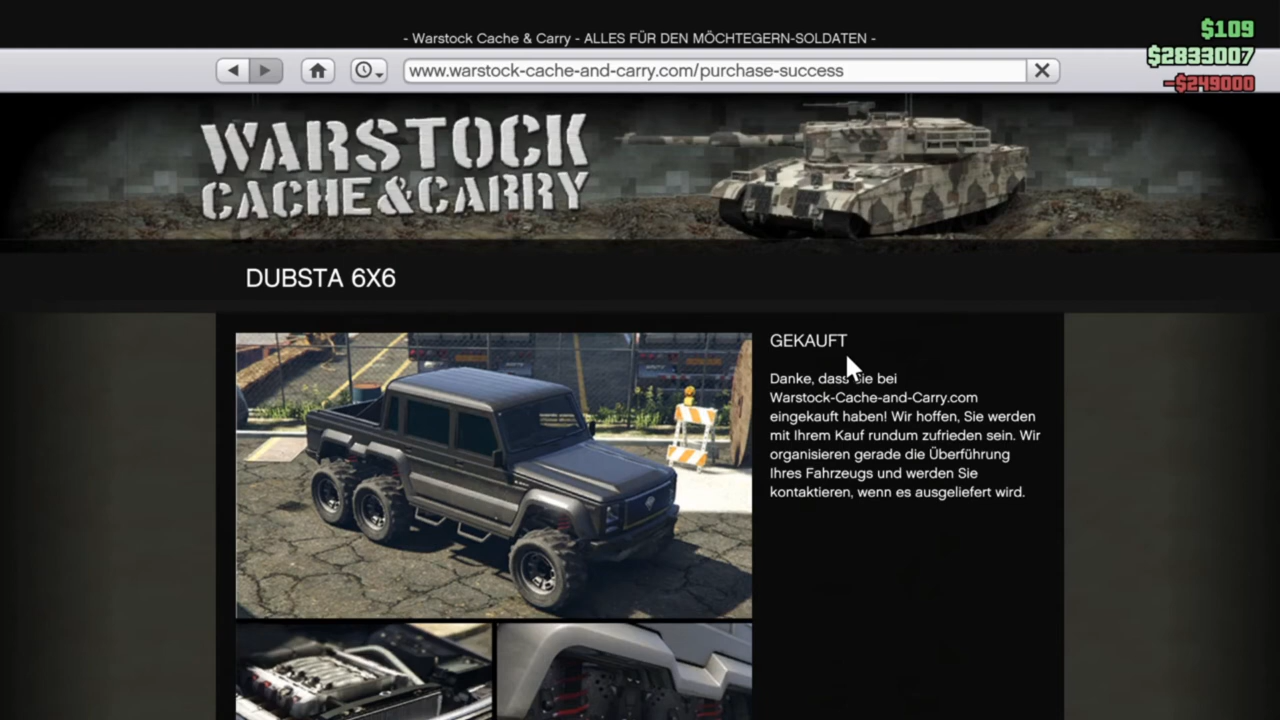 - Warstock Cache & Carry - ALLES FÜR DEN MÖCHTEGERN-SOLDATEN -
$109
$2833007
-$249000
www.warstock-cache-and-carry.com/purchase-success
WARSTOCK
CACHE&CARRY
DUBSTA 6X6
GEKAUFT
Danke, dass Sie bei
Warstock-Cache-and-Carry.com
eingekauft haben! Wir hoffen, Sie werden
mit Ihrem Kauf rundum zufrieden sein. Wir
organisieren gerade die Überführung
Ihres Fahrzeugs und werden Sie
kontaktieren, wenn es ausgeliefert wird.